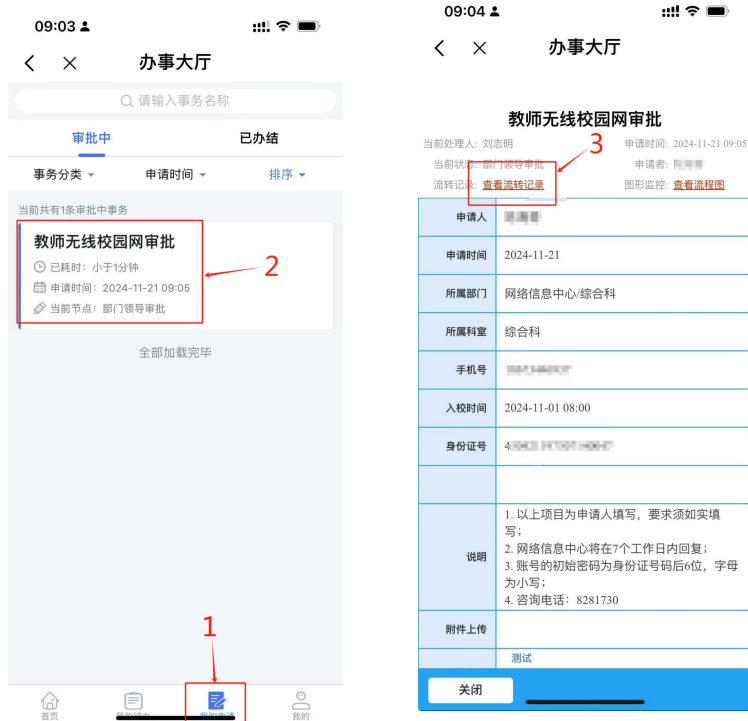 09:03
办事大厅
请输入事务名称
审批中
已办结
事务分类
申请时间
排序
当前共有1条审批中事务
教师无线校园网审批
已耗时：小于1分钟
申请时间：2024-11-21 09:05
当前节点：部门领导审批
2
全部加载完毕
1
首页
我的申请
我的
09:04
办事大厅
教师无线校园网审批
当前处理人：刘志明
申请时间：2024-11-21 09:05
3
当前状态：部门领导审批
申请者：
流转记录：查看流转记录
图形监控：查看流程图
申请人
申请时间
2024-11-21
所属部门
网络信息中心/综合科
所属科室
综合科
手机号
入校时间
2024-11-01 08:00
身份证号
4
说明
1. 以上项目为申请人填写，要求须如实填
写；
2. 网络信息中心将在7个工作日内回复；
3. 账号的初始密码为身份证号码后6位，字母
为小写；
4. 咨询电话：8281730
附件上传
测试
关闭